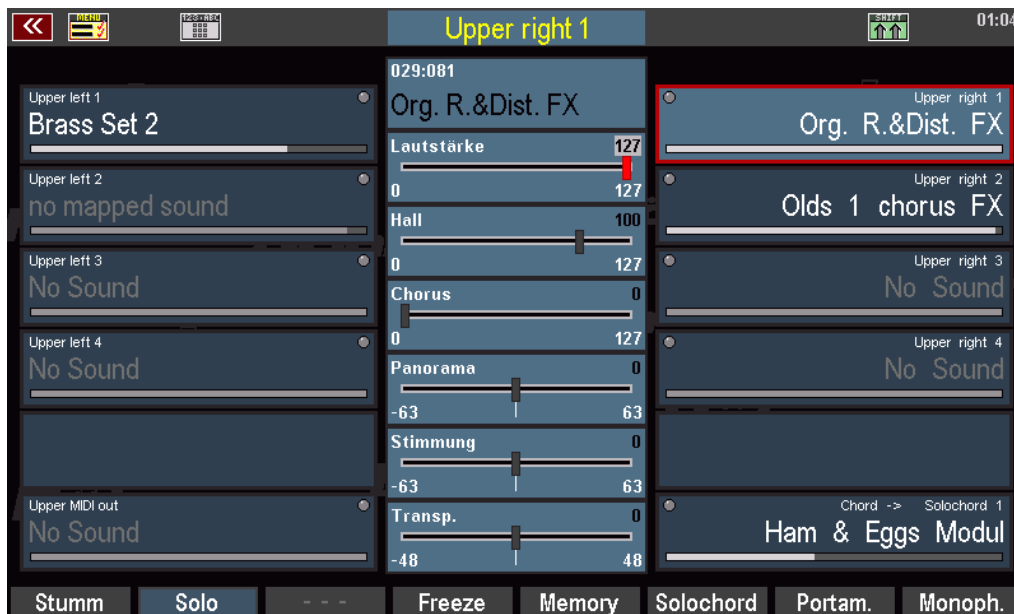 MENU
123-ABC
Upper right 1
SHIFT
Upper left 1
Brass Set 2
Upper left 2
no mapped sound
Upper left 3
No Sound
Upper left 4
No Sound
Upper MIDI out
No Sound
029:081
Org. R.&Dist. FX
Lautstärke 127
0 127
Hall 100
0 127
Chorus 0
0 127
Panorama 0
-63 63
Stimmung 0
-63 63
Transp. 0
-48 48
Upper right 1
Org. R.&Dist. FX
Upper right 2
Olds 1 chorus FX
Upper right 3
No Sound
Upper right 4
No Sound
Chord -> Solochord 1
Ham & Eggs Modul
Stumm Solo - - - Freeze Memory Solochord Portam. Monoph.